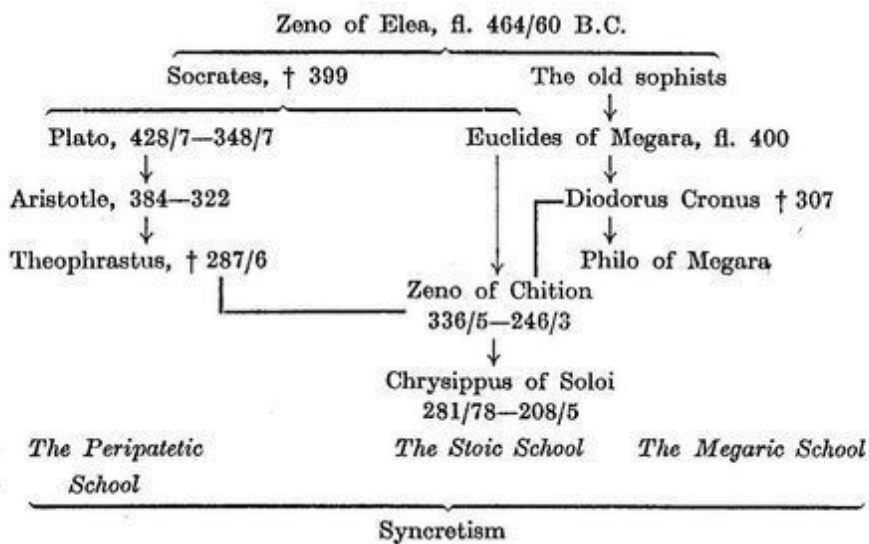 Zeno of Elea, fl. 464/60 B.C.
Socrates, † 399 The old sophists
Plato, 428/7—348/7 Euclides of Megara, fl. 400
Aristotle, 384—322 Diodorus Cronus † 307
Theophrastus, † 287/6 Philo of Megara
Zeno of Chition
336/5—246/3
Chrysippus of Soloi
281/78—208/5
The Peripatetic The Stoic School The Megaric School
School
Syncretism